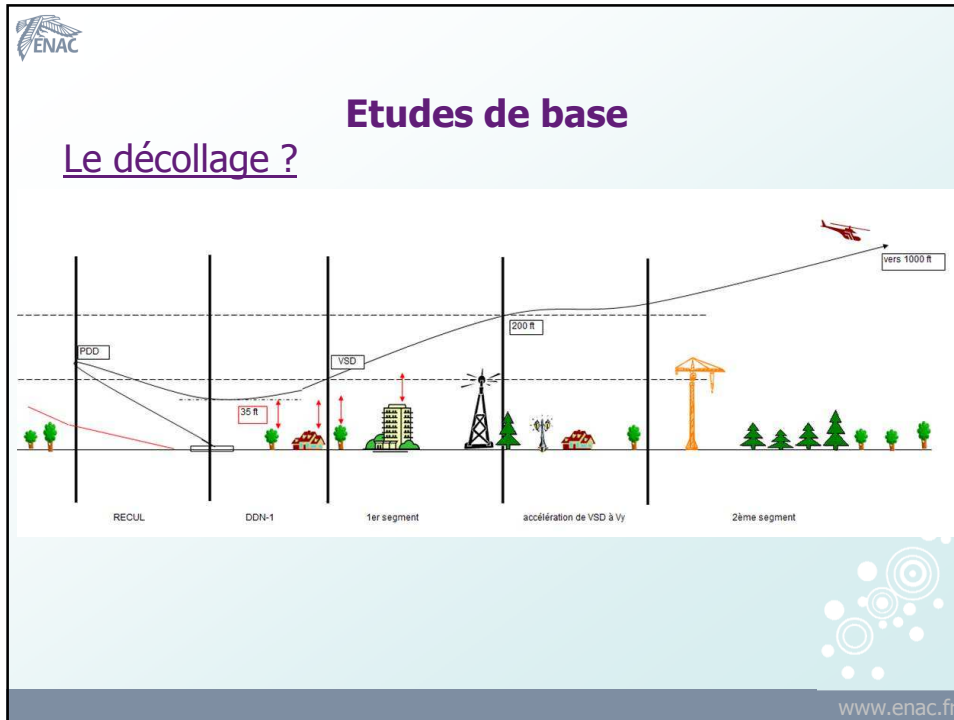 ENAC
Etudes de base
Le décollage ?
vers 1000 ft
200 ft
PDD
VSD
35 ft
RECUL
DDN-1
1er segment
accélération de VSD à Vy
2ème segment
www.enac.fr